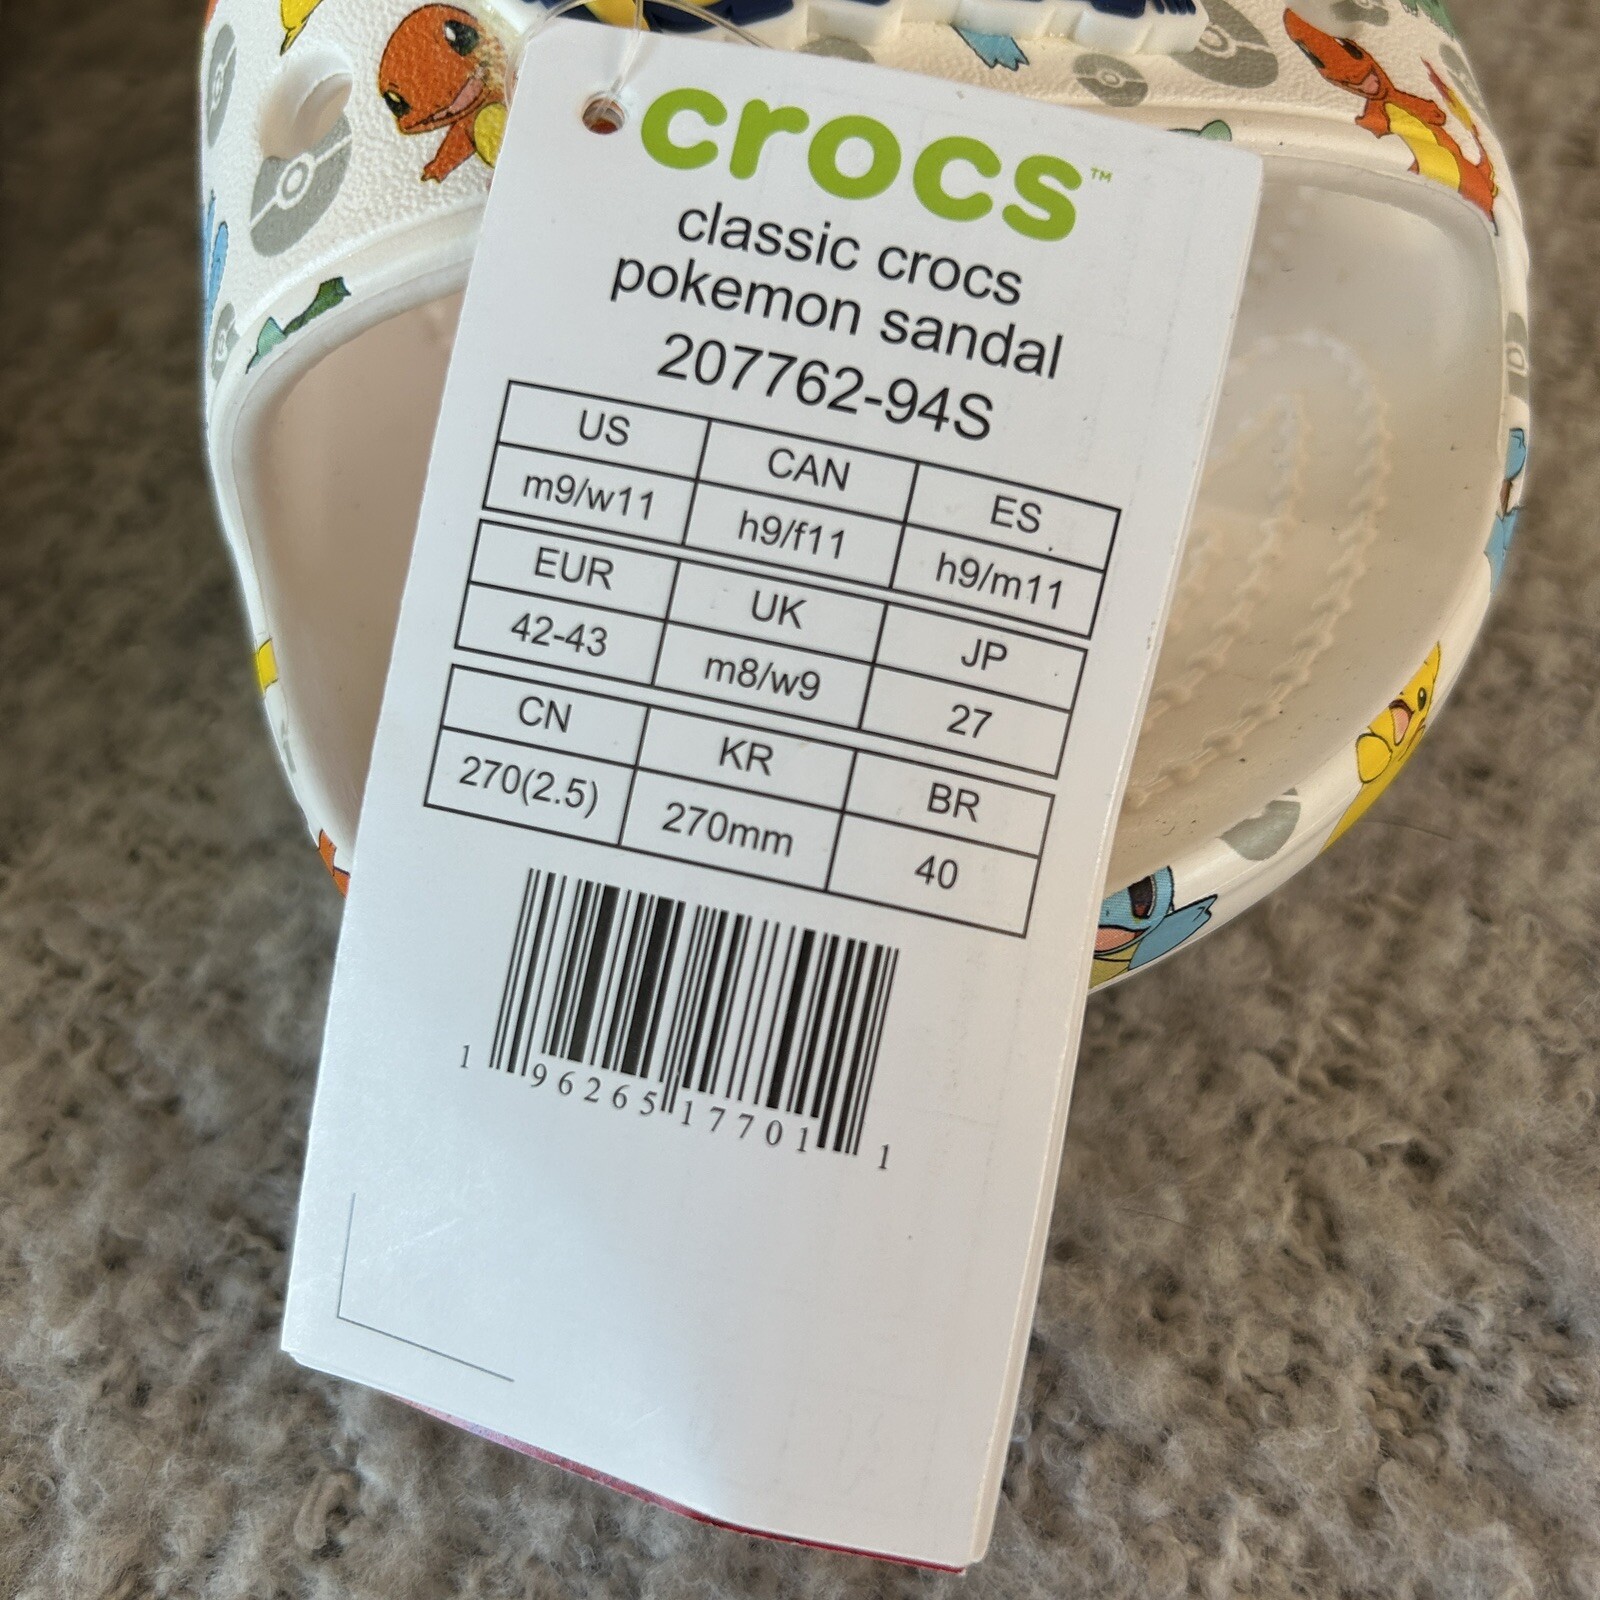 crocs™
classic crocs
pokemon sandal
207762-94S
US CAN ES
m9/w11 h9/f11 h9/m11
EUR UK JP
42-43 m8/w9 27
CN KR BR
270(2.5) 270mm 40
1 96265 17701 1